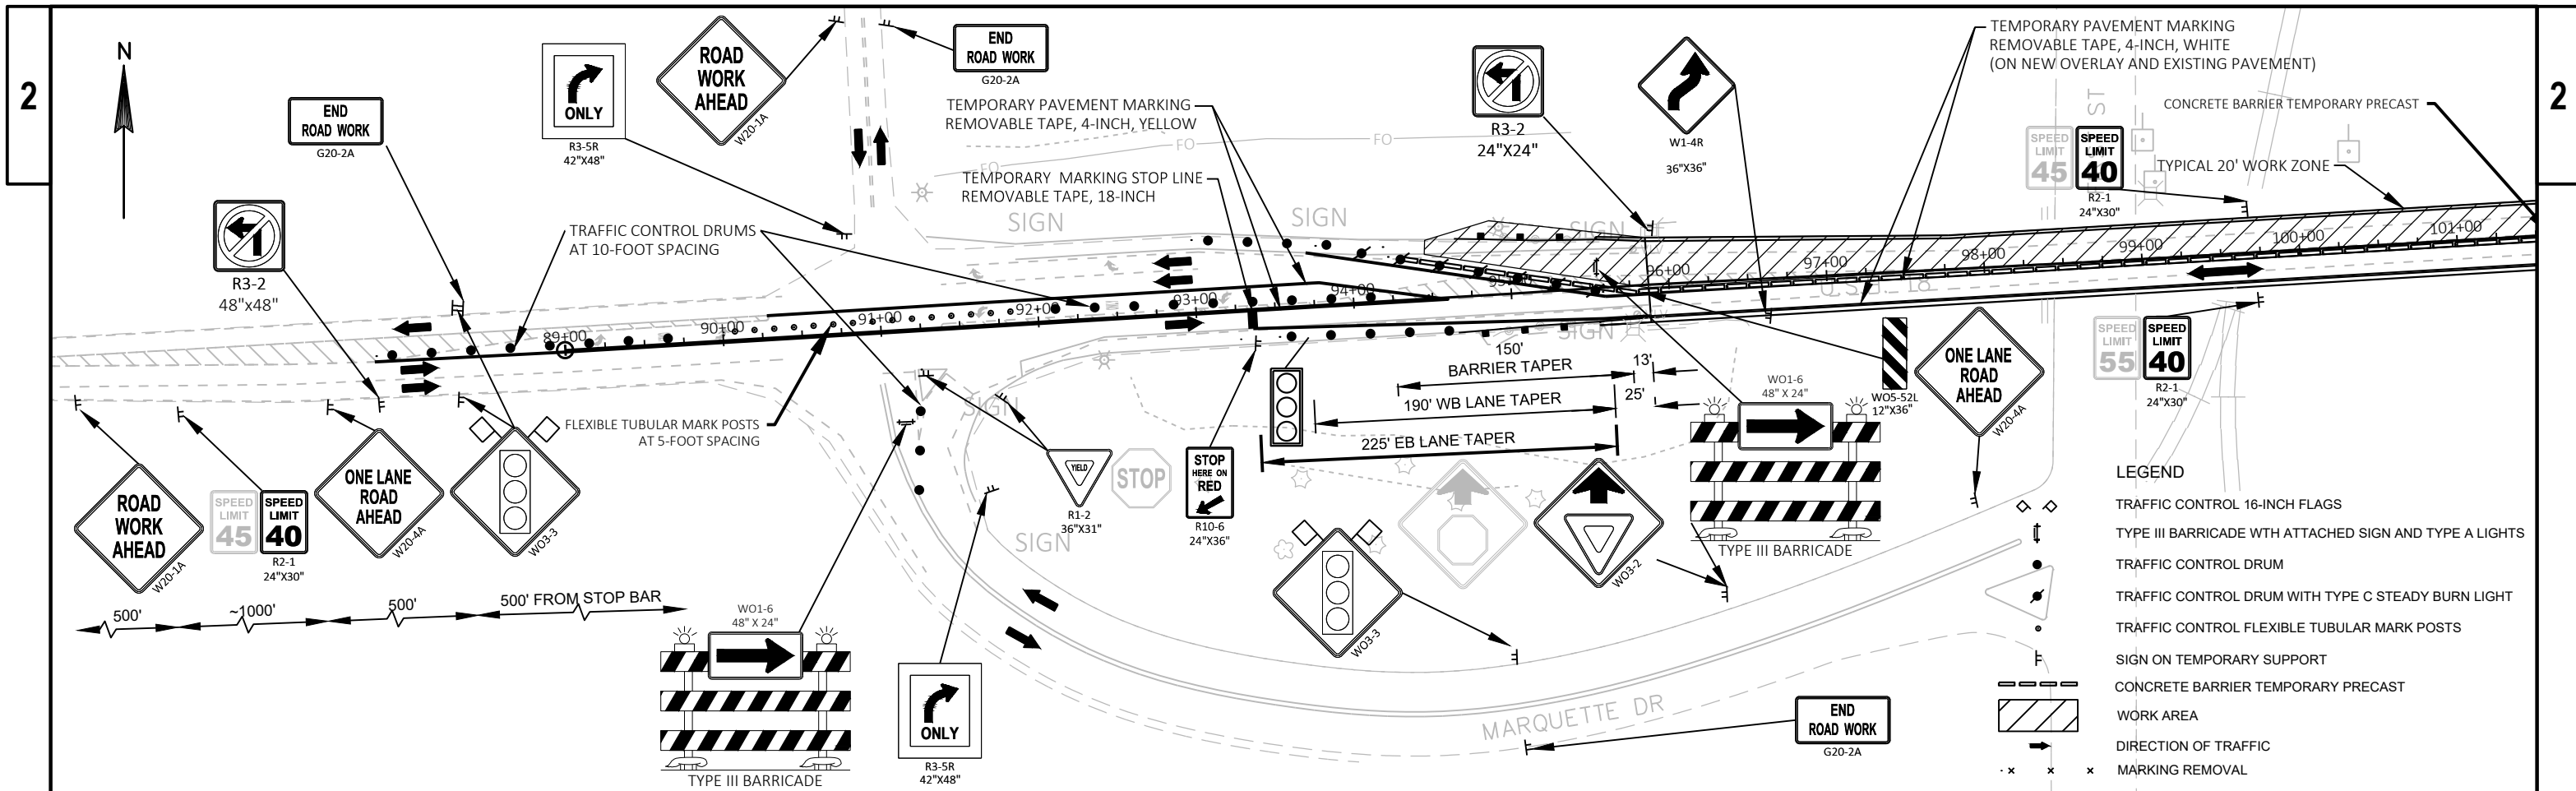 2
2
N
END
ROAD WORK
G20-2A
ONLY
R3-5R
42"X48"
ROAD
WORK
AHEAD
W20-1A
END
ROAD WORK
G20-2A
TEMPORARY PAVEMENT MARKING
REMOVABLE TAPE, 4-INCH, YELLOW
TEMPORARY MARKING STOP LINE
REMOVABLE TAPE, 18-INCH
R3-2
24"X24"
W1-4R
36"X36"
TEMPORARY PAVEMENT MARKING
REMOVABLE TAPE, 4-INCH, WHITE
(ON NEW OVERLAY AND EXISTING PAVEMENT)
ST
CONCRETE BARRIER TEMPORARY PRECAST
SPEED
LIMIT
45
SPEED
LIMIT
40
R2-1
24"X30"
TYPICAL 20' WORK ZONE
FO
FO
FO
SIGN
SIGN
SIGN
R3-2
48"x48"
TRAFFIC CONTROL DRUMS
AT 10-FOOT SPACING
89+00
90+00
91+00
92+00
93+00
94+00
95+00
96+00
97+00
98+00
99+00
100+00
101+00
SIGN
150'
BARRIER TAPER
13'
190' WB LANE TAPER
25'
225' EB LANE TAPER
FLEXIBLE TUBULAR MARK POSTS
AT 5-FOOT SPACING
SIGN
SIGN
ROAD
WORK
AHEAD
W20-1A
SPEED
LIMIT
45
SPEED
LIMIT
40
R2-1
24"X30"
ONE LANE
ROAD
AHEAD
W20-4A
WO3-3
500'
~1000'
500'
500' FROM STOP BAR
WO1-6
48" X 24"
TYPE III BARRICADE
ONLY
R3-5R
42"X48"
YIELD
R1-2
36"X31"
STOP
STOP
HERE ON
RED
R10-6
24"X36"
WO3-3
WO3-2
WO1-6
48" X 24"
TYPE III BARRICADE
WO5-52L
12"X36"
ONE LANE
ROAD
AHEAD
W20-4A
SPEED
LIMIT
55
SPEED
LIMIT
40
R2-1
24"X30"
MARQUETTE DR
END
ROAD WORK
G20-2A
LEGEND
TRAFFIC CONTROL 16-INCH FLAGS
TYPE III BARRICADE WTH ATTACHED SIGN AND TYPE A LIGHTS
TRAFFIC CONTROL DRUM
TRAFFIC CONTROL DRUM WITH TYPE C STEADY BURN LIGHT
TRAFFIC CONTROL FLEXIBLE TUBULAR MARK POSTS
SIGN ON TEMPORARY SUPPORT
CONCRETE BARRIER TEMPORARY PRECAST
WORK AREA
DIRECTION OF TRAFFIC
MARKING REMOVAL